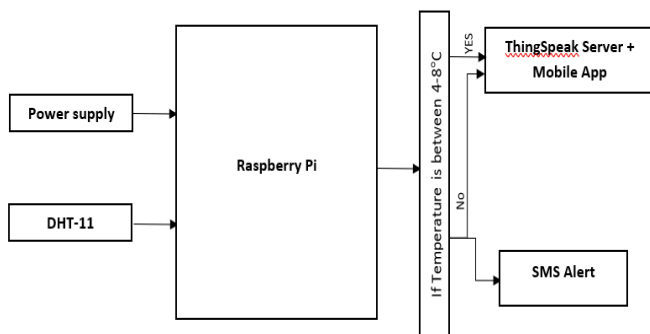 Power supply
DHT-11
Raspberry Pi
If Temperature is between 4-8°C
YES
No
ThingSpeak Server +
Mobile App
SMS Alert